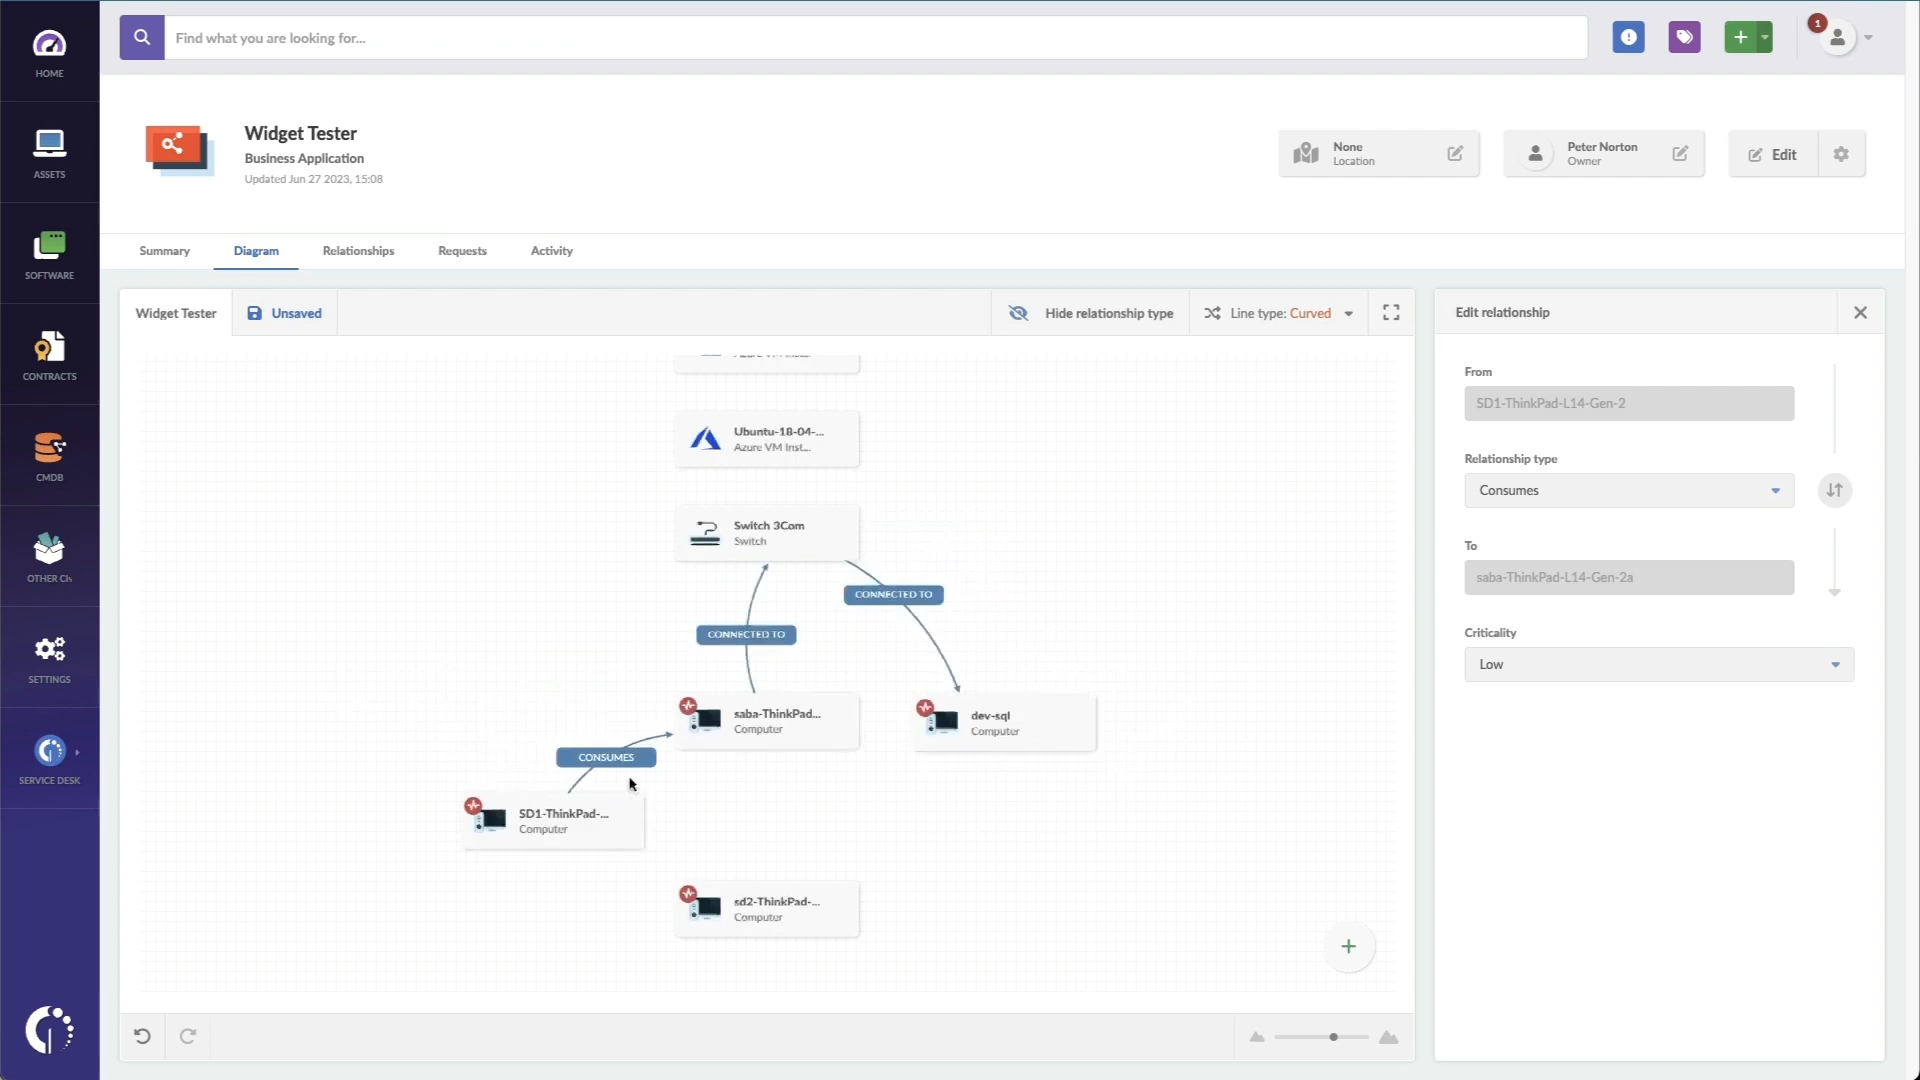 HOME
ASSETS
SOFTWARE
CONTRACTS
CMDB
OTHER CIs
SETTINGS
SERVICE DESK
Find what you are looking for...
1
Widget Tester
Business Application
Updated Jun 27 2023, 15:08
None
Location
Peter Norton
Owner
Edit
Summary
Diagram
Relationships
Requests
Activity
Widget Tester
Unsaved
Hide relationship type
Line type: Curved
Ubuntu-18-04-...
Azure VM Inst...
Switch 3Com
Switch
CONNECTED TO
CONNECTED TO
saba-ThinkPad...
Computer
dev-sql
Computer
CONSUMES
SD1-ThinkPad-...
Computer
sd2-ThinkPad-...
Computer
Edit relationship
From
SD1-ThinkPad-L14-Gen-2
Relationship type
Consumes
To
saba-ThinkPad-L14-Gen-2a
Criticality
Low